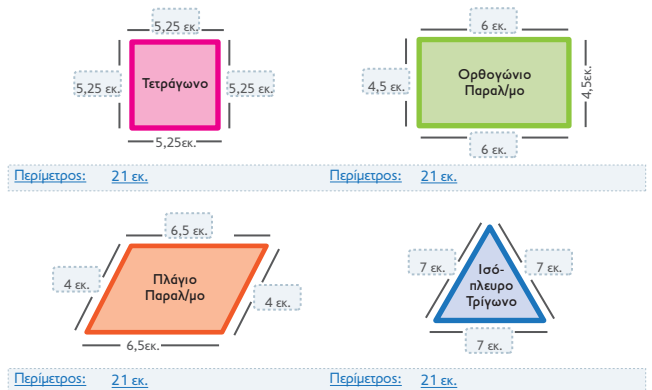 5,25 εκ.
5,25 εκ.
Τετράγωνο
5,25 εκ.
5,25εκ.
6 εκ.
4,5 εκ.
Ορθογώνιο
Παραλ/μο
4,5εκ.
6 εκ.
Περίμετρος: 21 εκ.
Περίμετρος: 21 εκ.
6,5 εκ.
4 εκ.
Πλάγιο
Παραλ/μο
4 εκ.
6,5εκ.
7 εκ.
Ισό-
πλευρο
Τρίγωνο
7 εκ.
7 εκ.
Περίμετρος: 21 εκ.
Περίμετρος: 21 εκ.